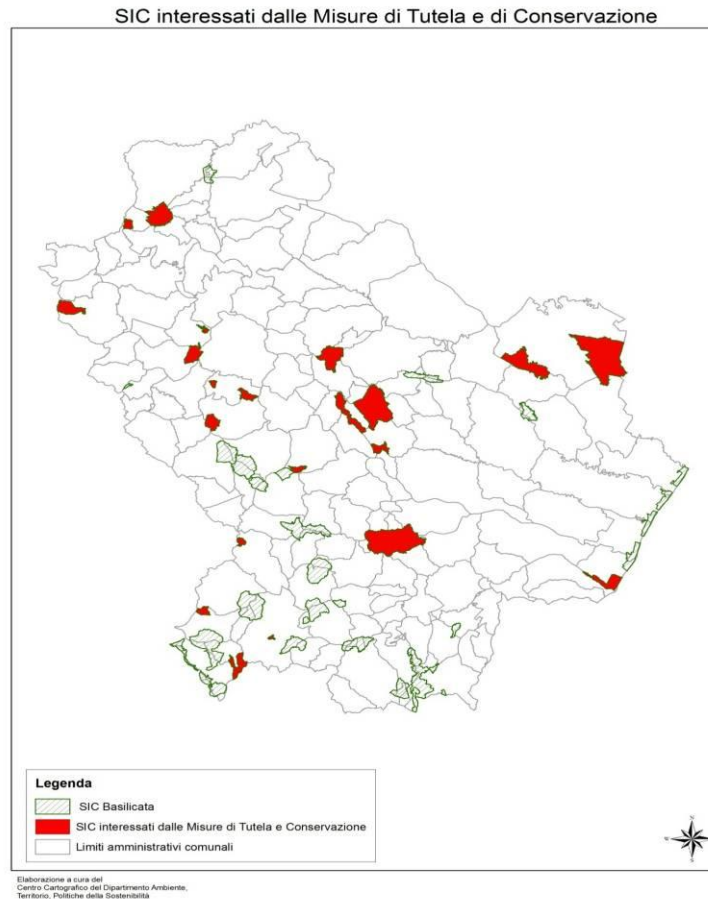 SIC interessati dalle Misure di Tutela e di Conservazione
Legenda
SIC Basilicata
SIC interessati dalle Misure di Tutela e Conservazione
Limiti amministrativi comunali
Elaborazione a cura del
Centro Cartografico del Dipartimento Ambiente,
Territorio, Politiche della Sostenibilità